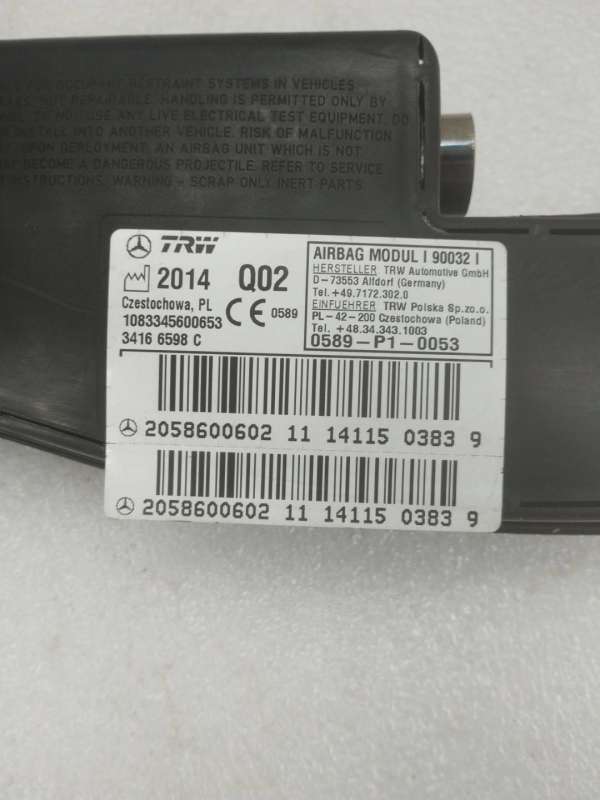 FOR OCCUPANT RESTRAINT SYSTEMS IN VEHICLES
NOT REPAIRABLE. HANDLING IS PERMITTED ONLY BY
DO NOT USE ANY LIVE ELECTRICAL TEST EQUIPMENT. DO
INSTALL INTO ANOTHER VEHICLE. RISK OF MALFUNCTION
UPON DEPLOYMENT, AN AIRBAG UNIT WHICH IS NOT
BECOME A DANGEROUS PROJECTILE. REFER TO SERVICE
INSTRUCTIONS. WARNING - SCRAP ONLY INERT PARTS.
TRW
2014 Q02
Czestochowa, PL
1083345600653
3416 6598 C
CE 0589
AIRBAG MODUL I 90032 I
HERSTELLER TRW Automotive GmbH
D-73553 Alfdorf (Germany)
Tel.+49.7172.302.0
EINFUEHRER TRW Polska Sp.zo.o.
PL-42-200 Czestochowa (Poland)
Tel.+48.34.343.1003
0589-P1-0053
2058600602 11 14115 0383 9
2058600602 11 14115 0383 9